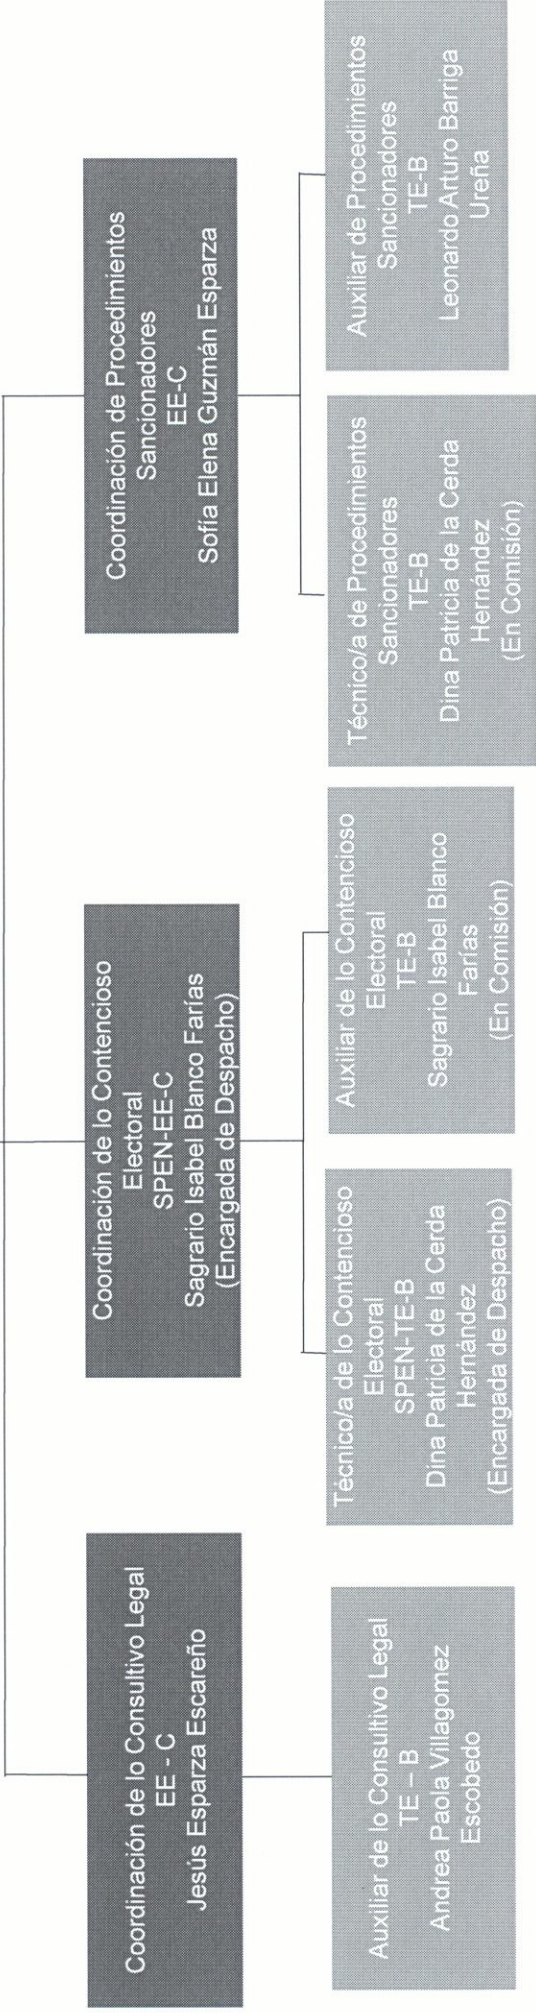 Coordinación de lo Consultivo Legal
EE - C
Jesús Esparza Escareño
Coordinación de lo Contencioso
Electoral
SPEN-EE-C
Sagrario Isabel Blanco Farías
(Encargada de Despacho)
Coordinación de Procedimientos
Sancionadores
EE-C
Sofía Elena Guzmán Esparza
Auxiliar de lo Consultivo Legal
TE – B
Andrea Paola Villagomez
Escobedo
Técnico/a de lo Contencioso
Electoral
SPEN-TE-B
Dina Patricia de la Cerda
Hernández
(Encargada de Despacho)
Auxiliar de lo Contencioso
Electoral
TE-B
Sagrario Isabel Blanco
Farías
(En Comisión)
Técnico/a de Procedimientos
Sancionadores
TE-B
Dina Patricia de la Cerda
Hernández
(En Comisión)
Auxiliar de Procedimientos
Sancionadores
TE-B
Leonardo Arturo Barriga
Ureña